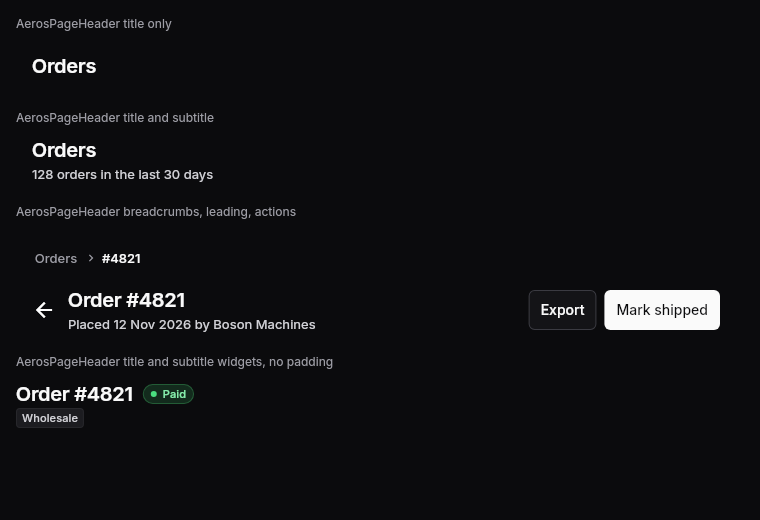 AerosPageHeader title only
Orders
AerosPageHeader title and subtitle
Orders
128 orders in the last 30 days
AerosPageHeader breadcrumbs, leading, actions
Orders > #4821
Order #4821
Placed 12 Nov 2026 by Boson Machines
Export
Mark shipped
AerosPageHeader title and subtitle widgets, no padding
Order #4821 Paid
Wholesale